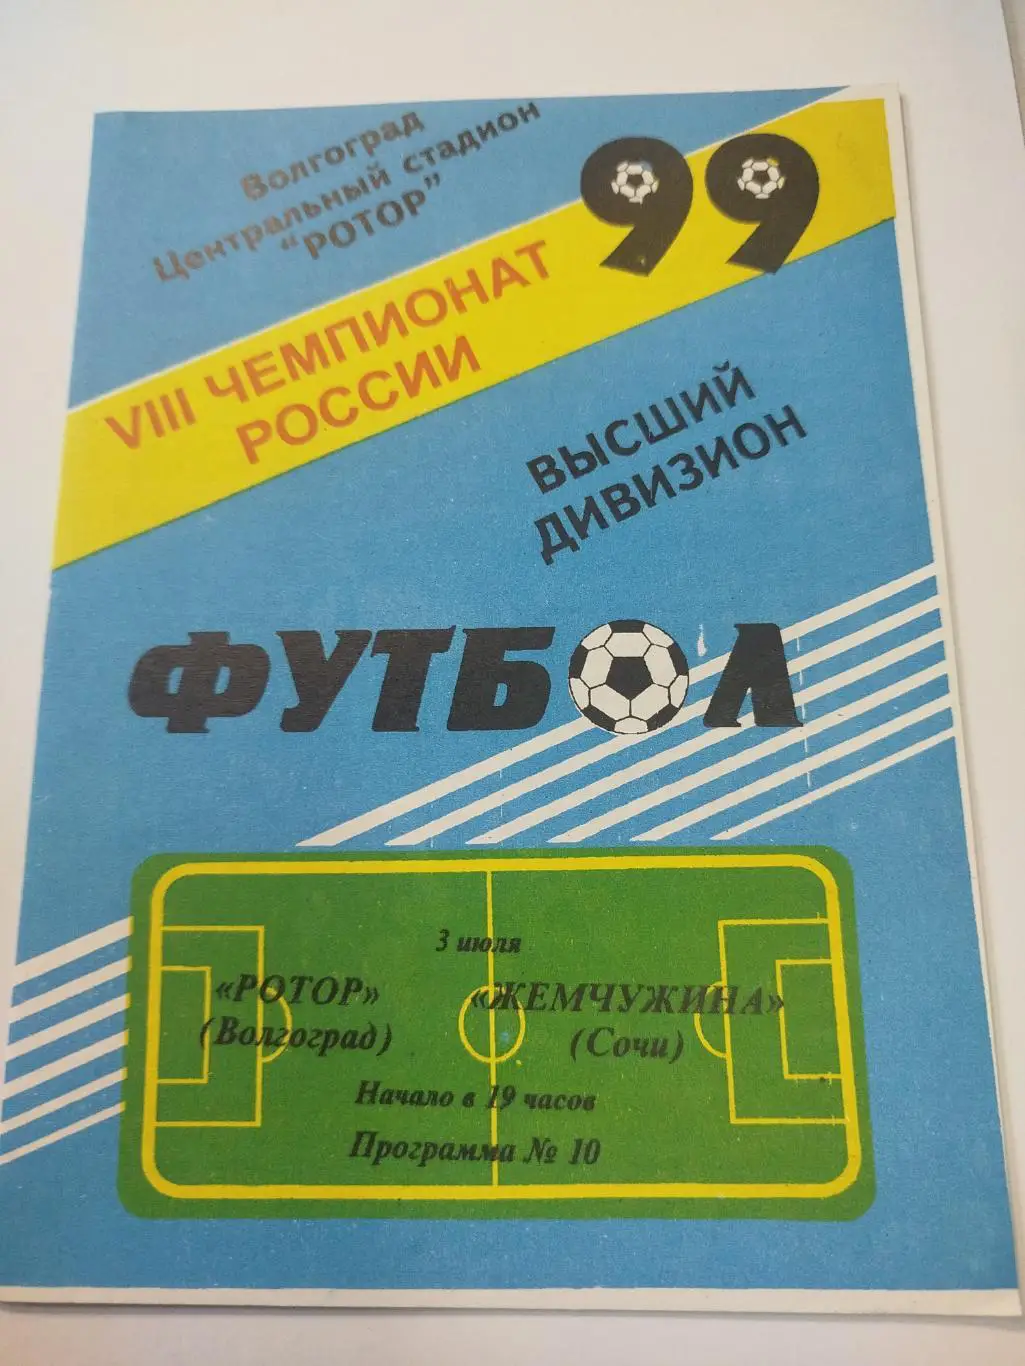 Волгоград
Центральный стадион
“РОТОР”
99
VIII ЧЕМПИОНАТ
РОССИИ
ВЫСШИЙ
ДИВИЗИОН
ФУТБОЛ
3 июля
«РОТОР» «ЖЕМЧУЖИНА»
(Волгоград) (Сочи)
Начало в 19 часов
Программа № 10